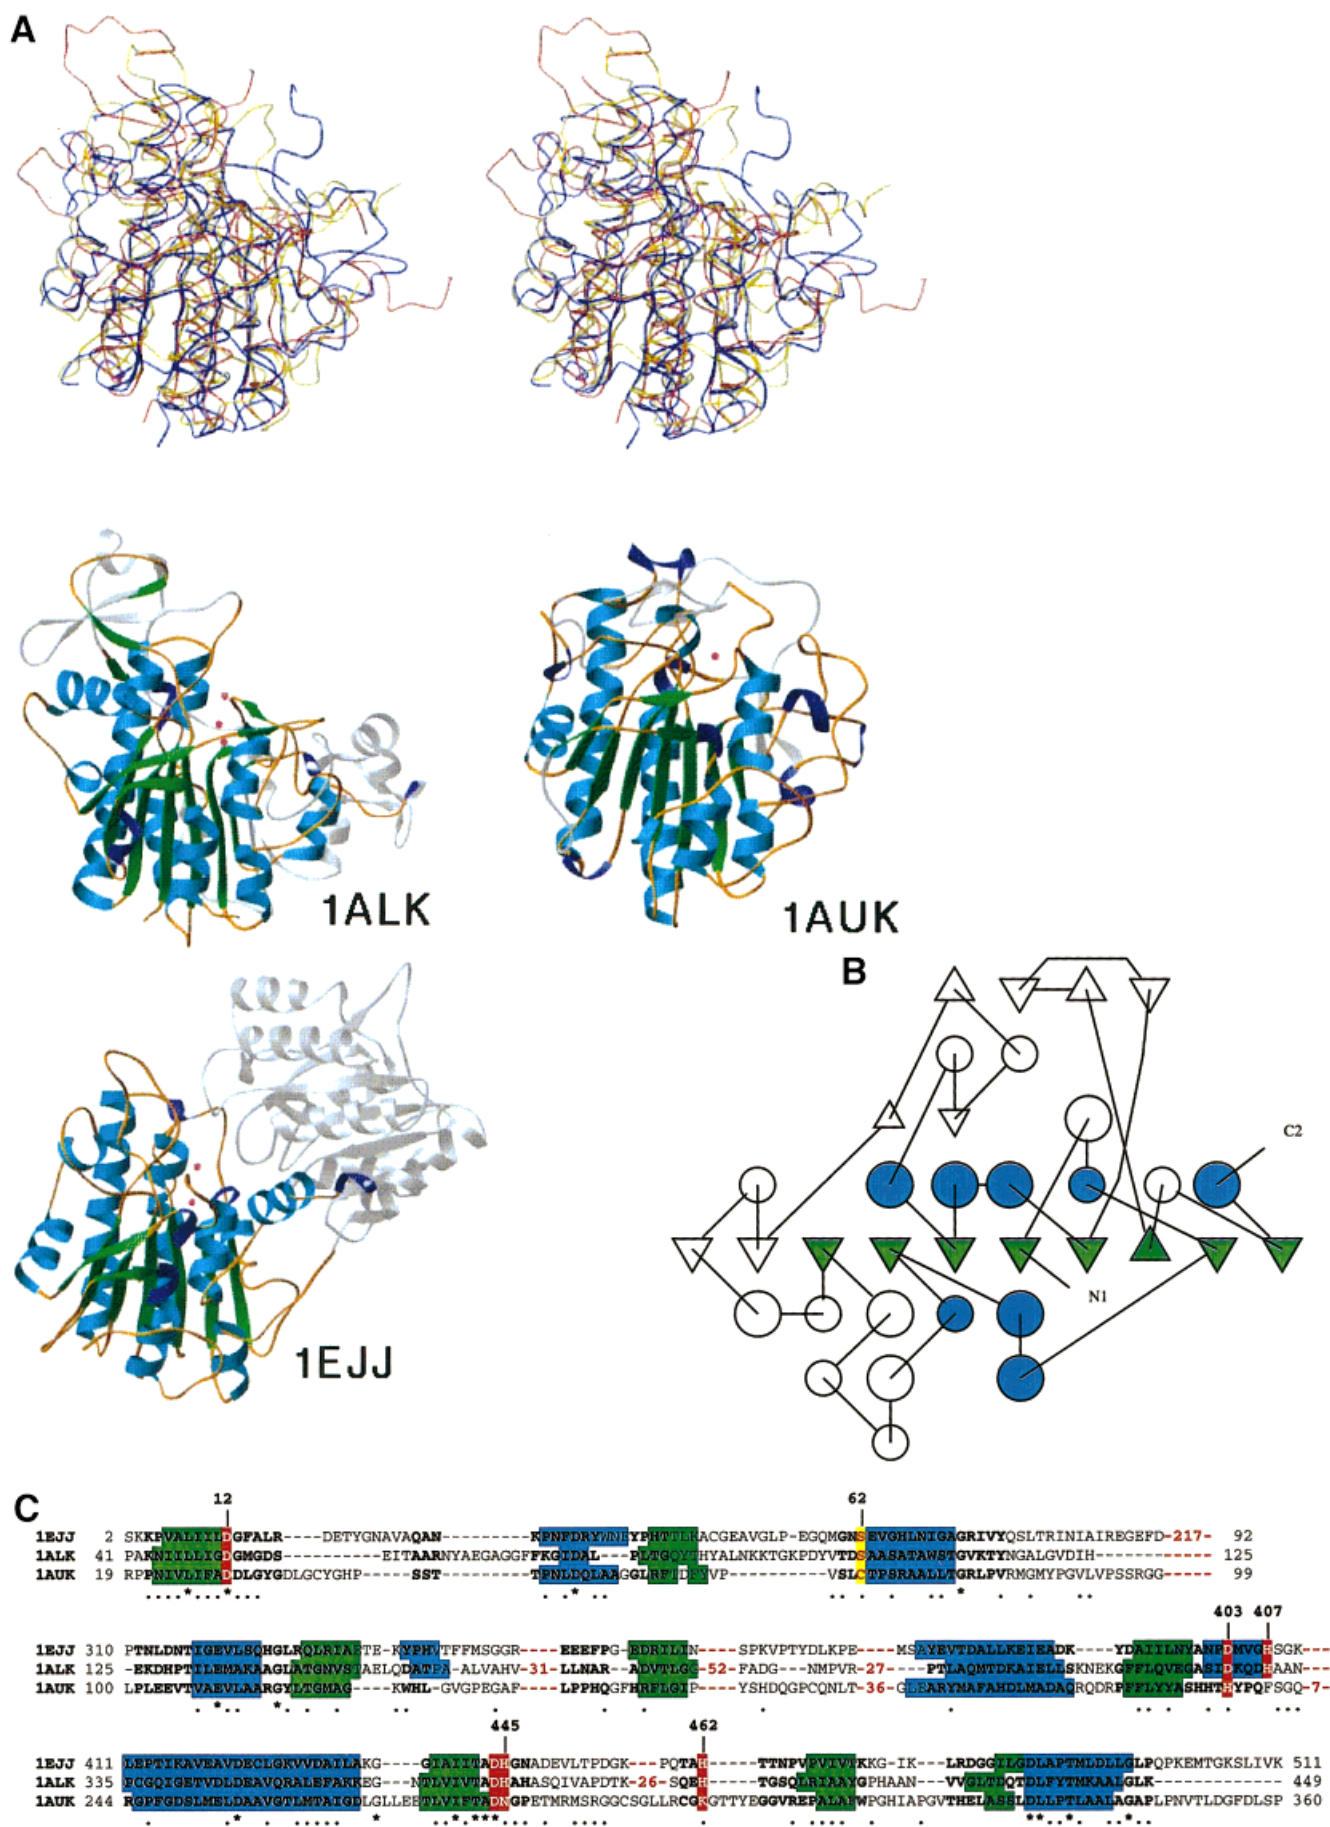 A
1ALK
1AUK
B
C2
N1
1EJJ
C
12 62
1EJJ 2 SKKPVALIILDGFALR----DETYGNAVAQAN---------KPNFDRYWNEYPHTTLKACGEAVGLP-EGQMGNSEVGHLNIGAGRIVYQSLTRINIAIREGEFD-217- 92
1ALK 41 PAKNIILLIGDGMGDS----------EITAARNYAEGAGGFFKGIDAL---PLTGQYTHYALNKKTGKPDYVTDSAASATAWSTGVKTYNGALGVDIH------- 125
1AUK 19 RPPNIVLIFADDLGYGDLGCYGHP-----SST---------TPNLDQLAAGGLRFTDFYVP----------VSLCTPSRAALLTGRLPVRMGMYPGVLVPSSRGG----- 99
403 407
1EJJ 310 PTNLDNTIGEVLSQHGLRQLRIAETE-KYPHVTFFMSGGR----EEEFPG-EDRILIN----SPKVPTYDLKPE----MSAYEVTDALLKEIEADK----YDAIILNYANPDMVGHSGK---
1ALK 125 -EKDHPTILEMAKAAGLATGNVSTAELQDATPA-ALVAHV-31-LLNAR-ADVTLGG-52-FADG--NMPVR-27----PTLAQMTDKAIELLSKNEKGFFLQVEGASIDKQDHAAN---
1AUK 100 LPLEEVTVAEVLAARGYLTGMAG----KWHL-GVGPEGAF----LPPHQGFHRFLGIP----YSHDQGPCQNLT-36-GLEARYMAFAHDLMADAQRQDRPFFLYYASHHTHYPQFSGQ-7-
445 462
1EJJ 411 LEPTIKAVEAVDECLGKVVDAILAKG----GIAIITADHGNADEVLTPDGK---PQTAH-----TTNPVPVIVTKKG-IK---LRDGGILGDLAPTMLDLLGLPQPKEMTGKSLIVK 511
1ALK 335 PCGQIGETVDLDEAVQRALEFAKKEG--NTLVIVTADHAHASQIVAPDTK-26-SQEH-----TGSQLRIAAYGPHAAN--VVGLTDQTDLFYTMKAALGLK---------- 449
1AUK 244 RGPFGDSLMELDAAVGTLMTAIGDLGLLEETLVIFTADNGPETMRMSRGGCSGLLRCGKGTTYEGGVREPALAFWPGHIAPGVTHELASSLDLLPTLAALAGAPLPNVTLDGFDLSP 360